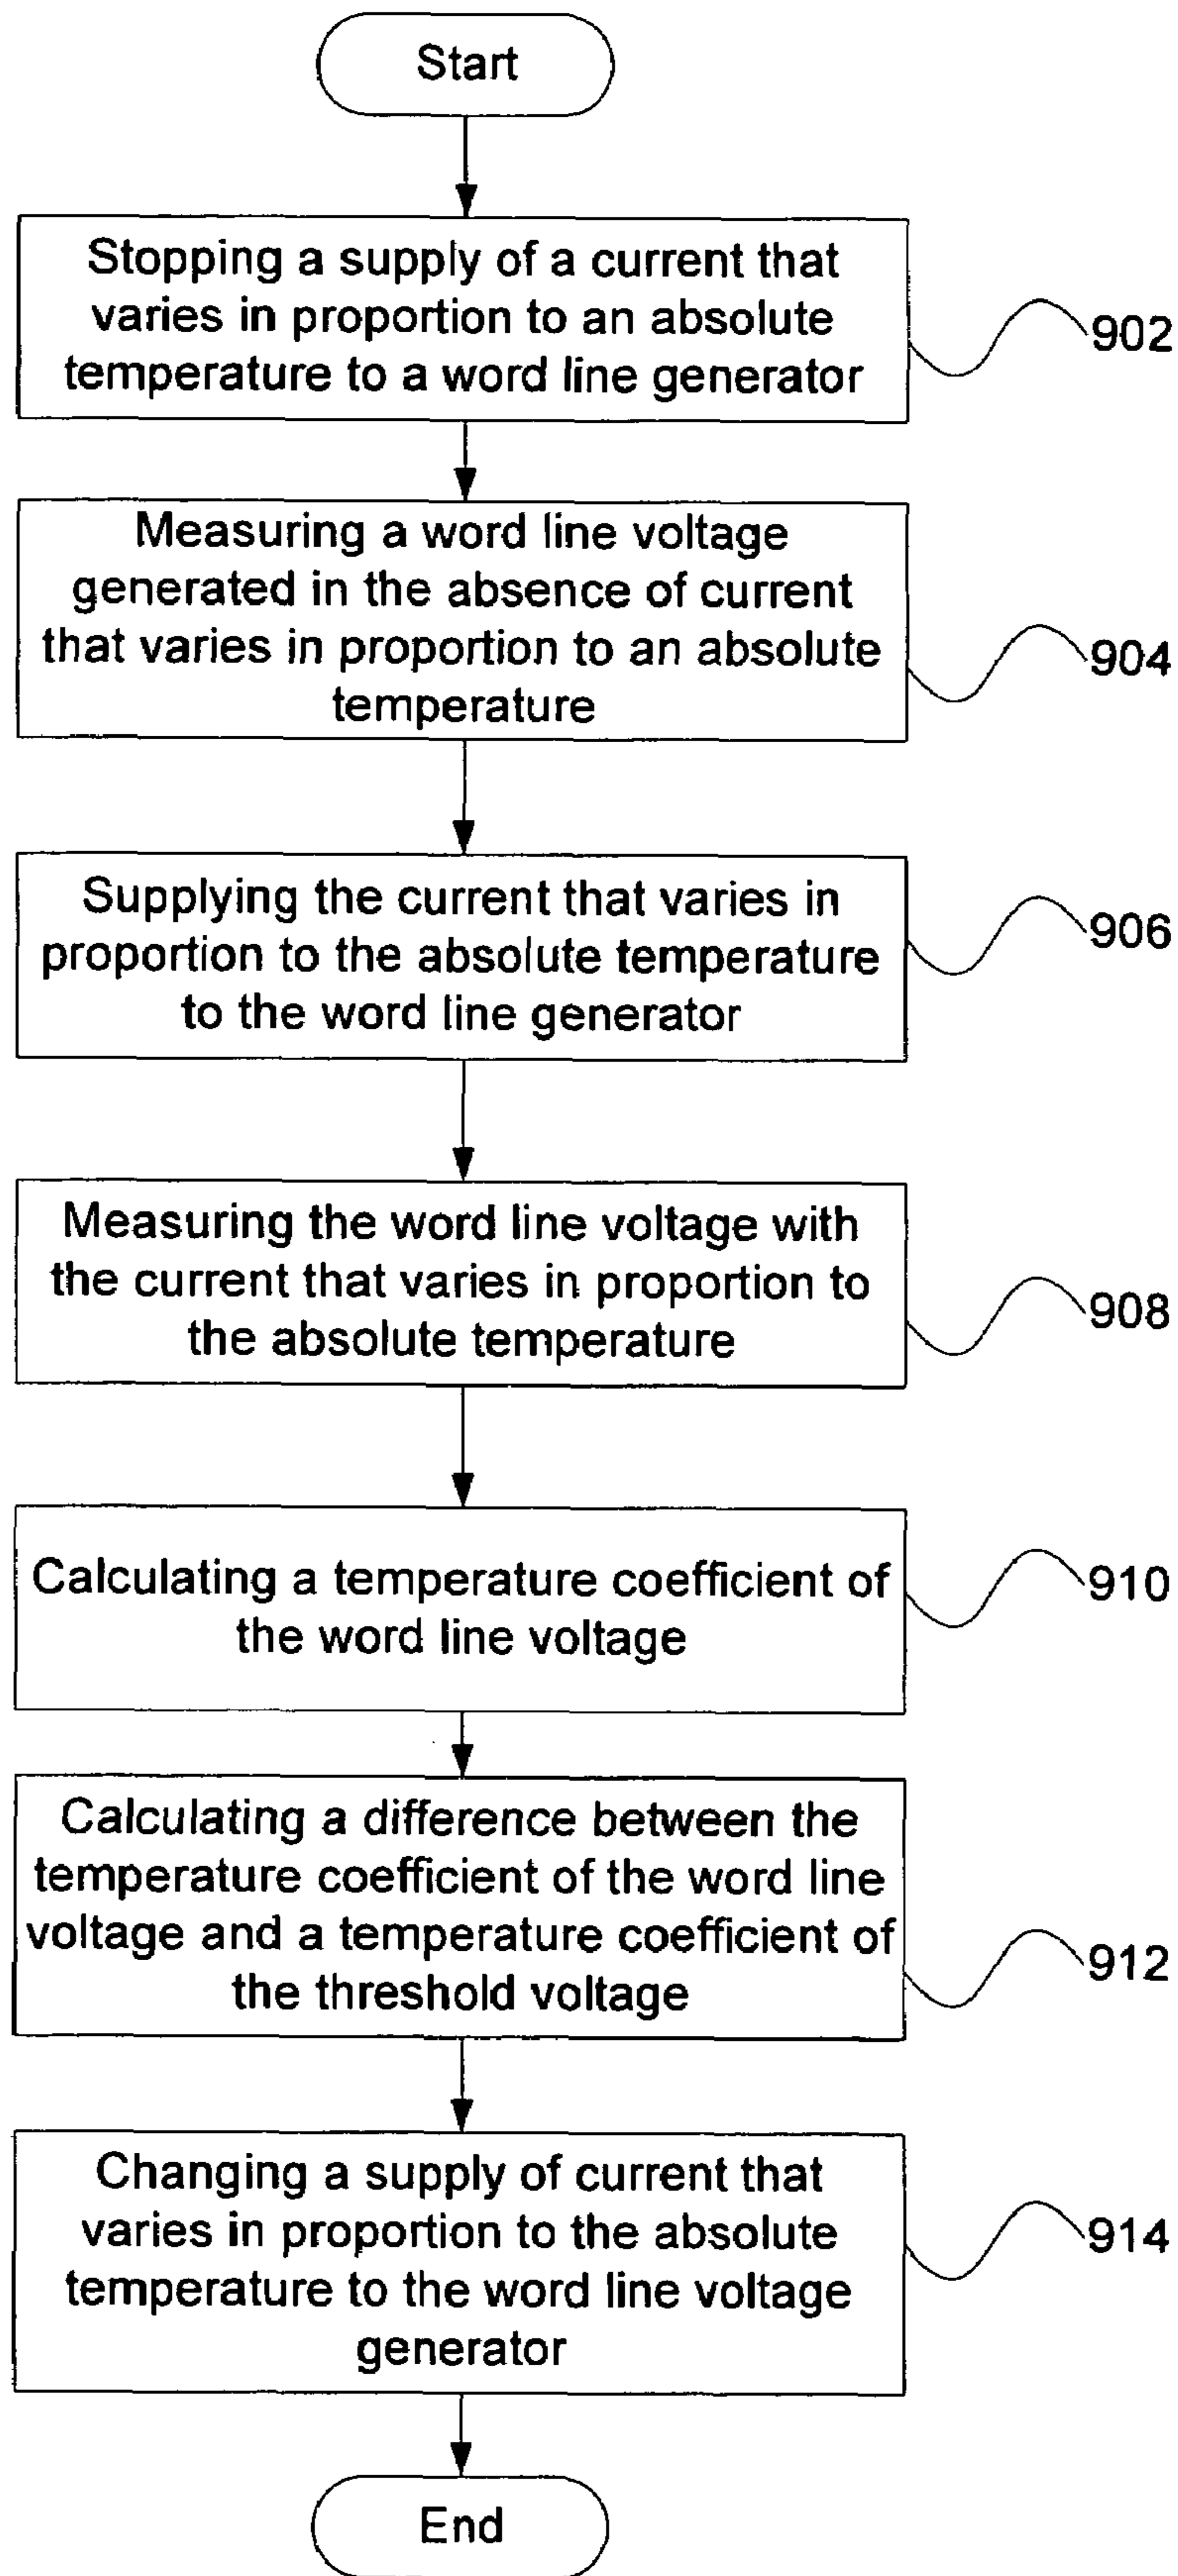 Start
Stopping a supply of a current that
varies in proportion to an absolute
temperature to a word line generator
902
Measuring a word line voltage
generated in the absence of current
that varies in proportion to an absolute
temperature
904
Supplying the current that varies in
proportion to the absolute temperature
to the word line generator
906
Measuring the word line voltage with
the current that varies in proportion to
the absolute temperature
908
Calculating a temperature coefficient of
the word line voltage
910
Calculating a difference between the
temperature coefficient of the word line
voltage and a temperature coefficient of
the threshold voltage
912
Changing a supply of current that
varies in proportion to the absolute
temperature to the word line voltage
generator
914
End